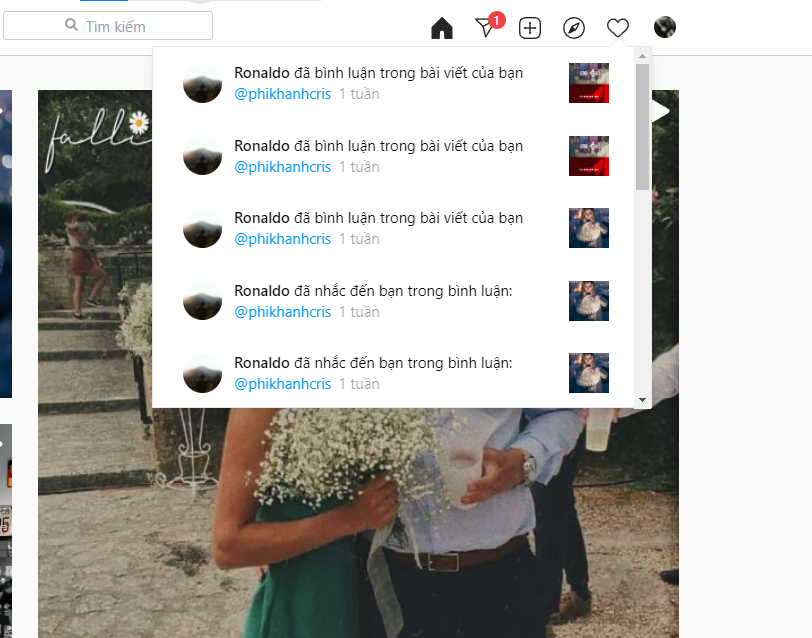 Tìm kiếm
1
Ronaldo đã bình luận trong bài viết của bạn
@phikhanhcris 1 tuần
Ronaldo đã bình luận trong bài viết của bạn
@phikhanhcris 1 tuần
Ronaldo đã bình luận trong bài viết của bạn
@phikhanhcris 1 tuần
Ronaldo đã nhắc đến bạn trong bình luận:
@phikhanhcris 1 tuần
Ronaldo đã nhắc đến bạn trong bình luận:
@phikhanhcris 1 tuần